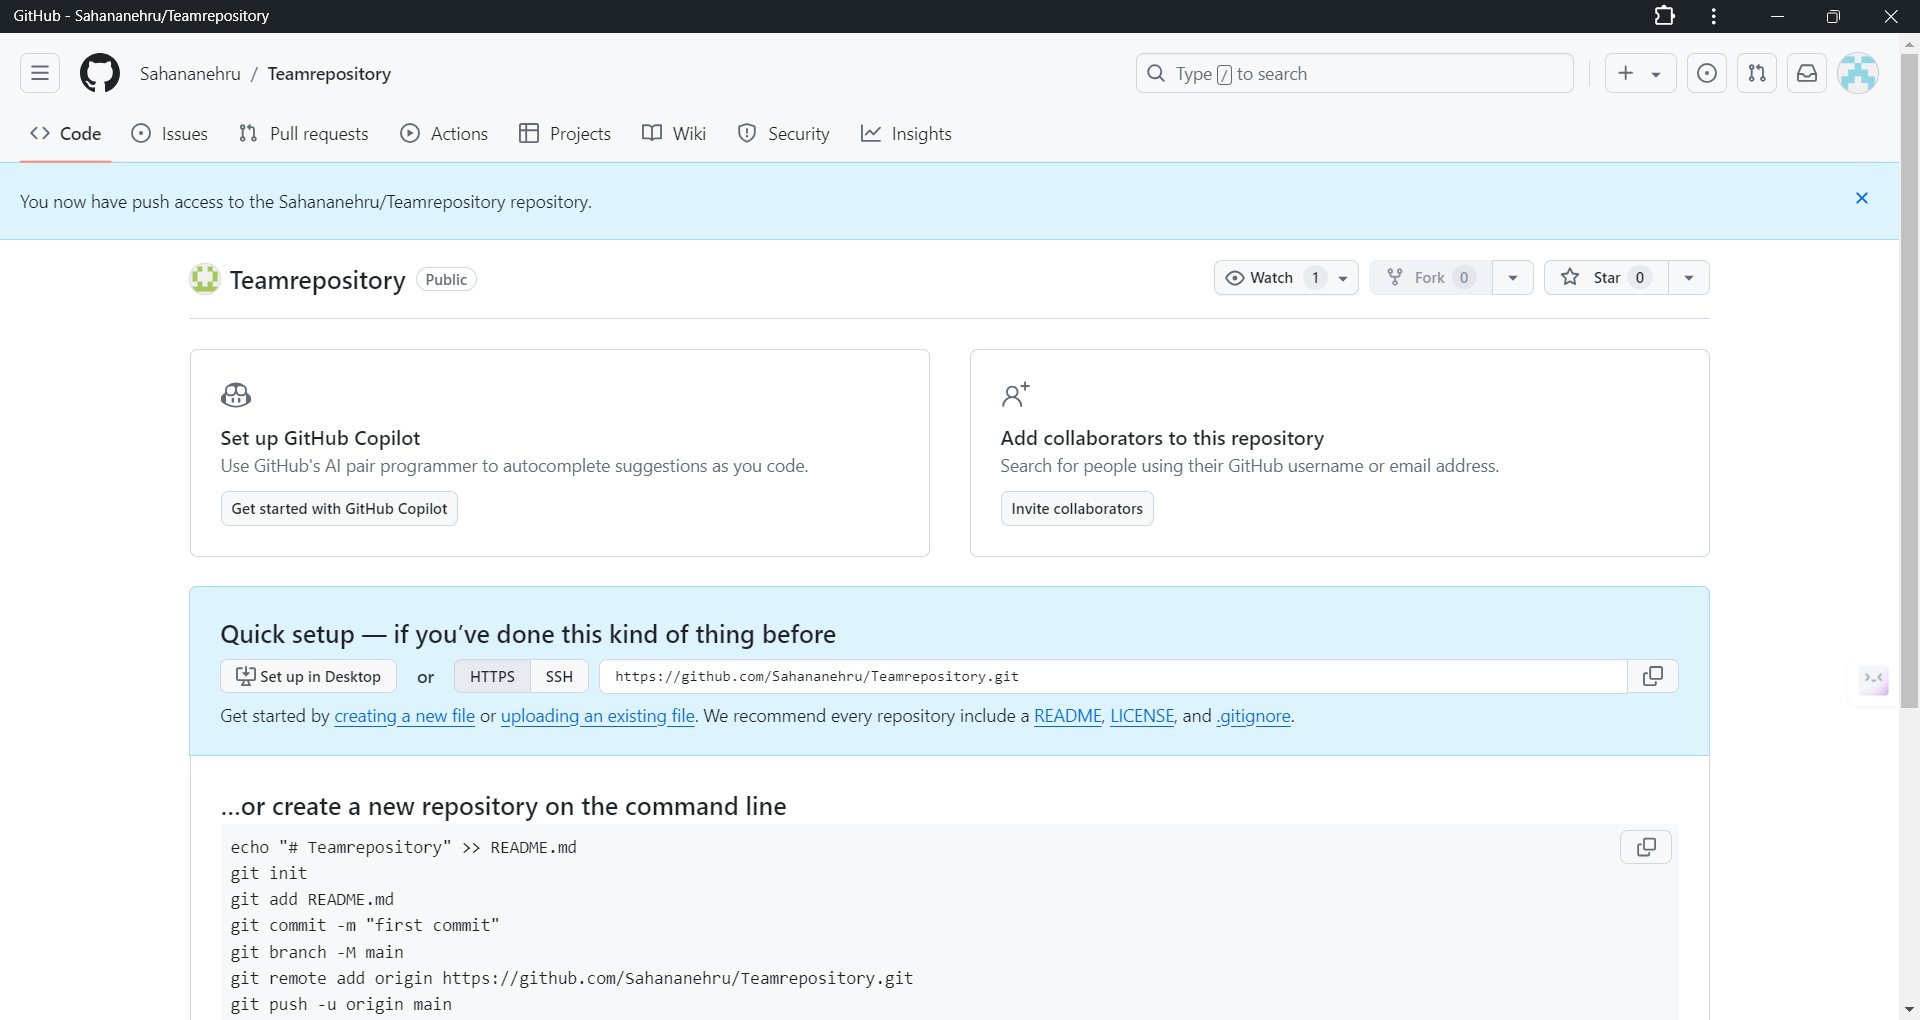 GitHub - Sahananehru/Teamrepository
Sahananehru / Teamrepository
Type / to search
Code Issues Pull requests Actions Projects Wiki Security Insights
You now have push access to the Sahananehru/Teamrepository repository.
Teamrepository Public
Watch 1 Fork 0 Star 0
Set up GitHub Copilot
Use GitHub's AI pair programmer to autocomplete suggestions as you code.
Get started with GitHub Copilot
Add collaborators to this repository
Search for people using their GitHub username or email address.
Invite collaborators
Quick setup — if you’ve done this kind of thing before
Set up in Desktop or HTTPS SSH https://github.com/Sahananehru/Teamrepository.git
Get started by creating a new file or uploading an existing file. We recommend every repository include a README, LICENSE, and .gitignore.
…or create a new repository on the command line
echo "# Teamrepository" >> README.md
git init
git add README.md
git commit -m "first commit"
git branch -M main
git remote add origin https://github.com/Sahananehru/Teamrepository.git
git push -u origin main